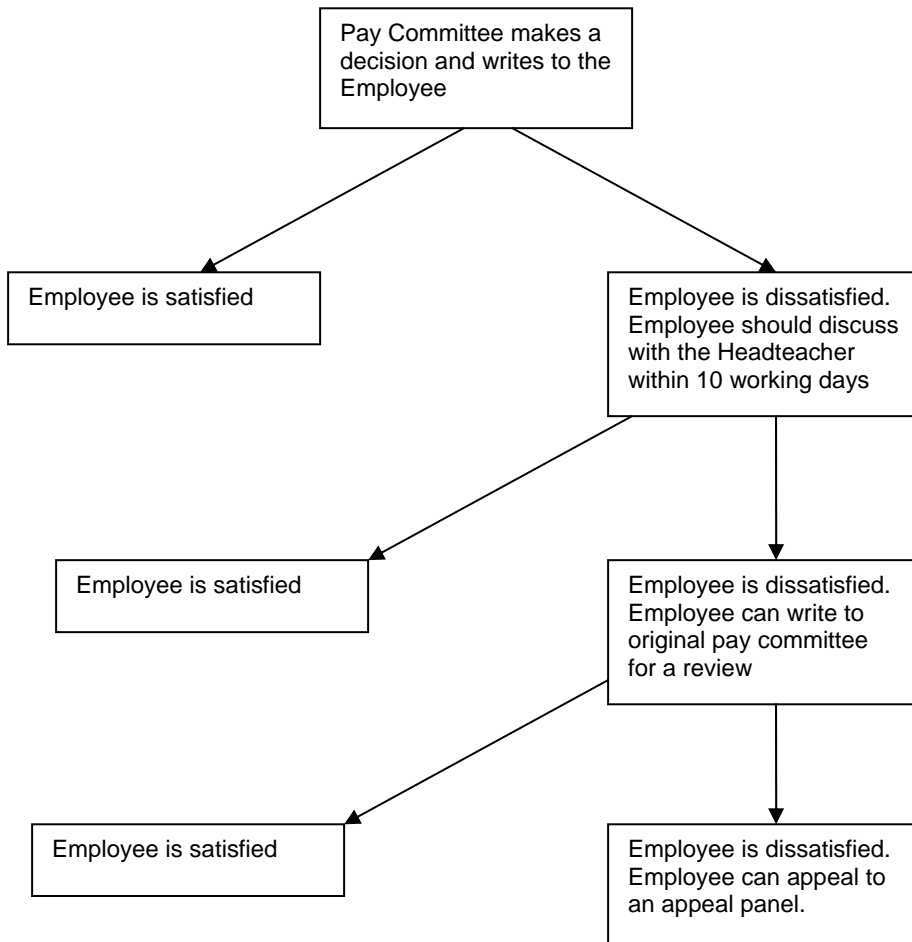 Pay Committee makes a
decision and writes to the
Employee
Employee is satisfied
Employee is dissatisfied.
Employee should discuss
with the Headteacher
within 10 working days
Employee is satisfied
Employee is dissatisfied.
Employee can write to
original pay committee
for a review
Employee is satisfied
Employee is dissatisfied.
Employee can appeal to
an appeal panel.